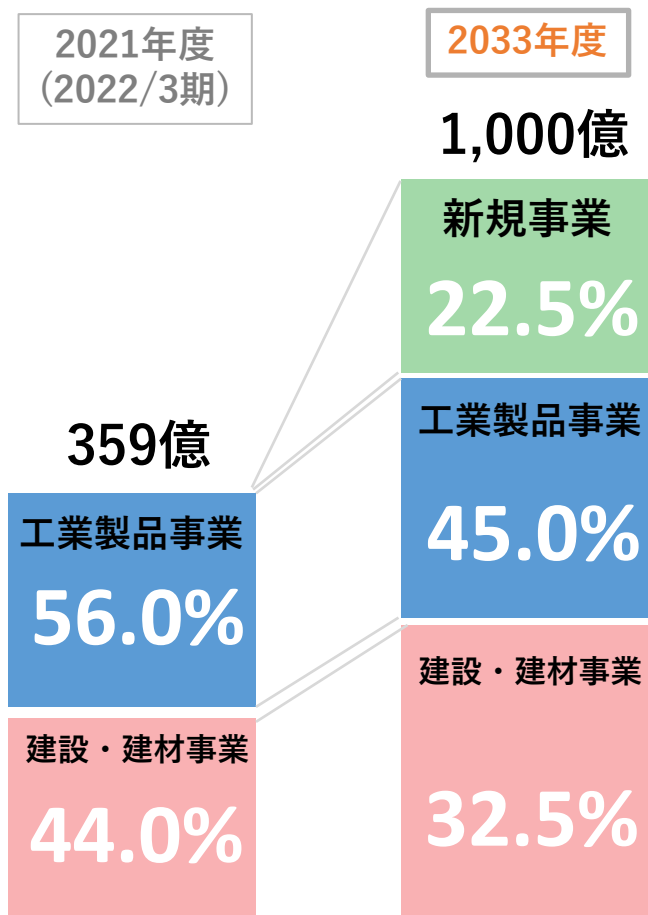 2021年度
(2022/3期)
359億
工業製品事業
56.0%
建設・建材事業
44.0%
2033年度
1,000億
新規事業
22.5%
工業製品事業
45.0%
建設・建材事業
32.5%